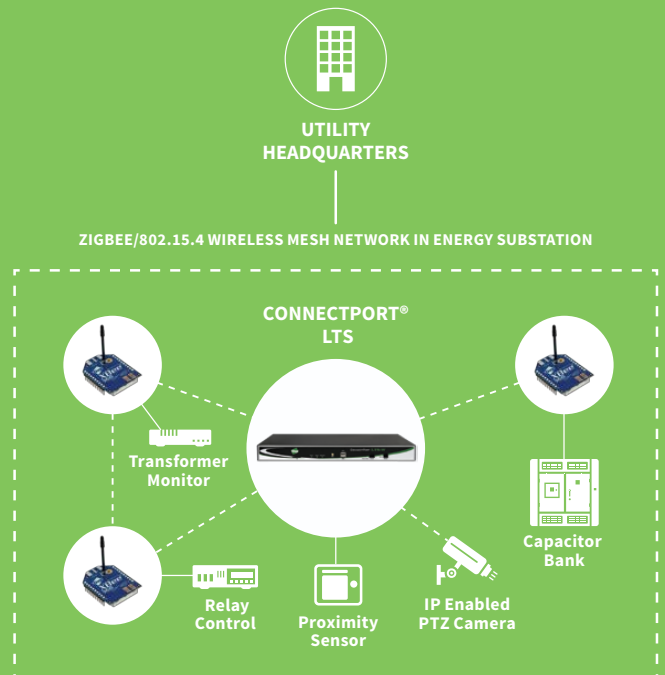 UTILITY
HEADQUARTERS
ZIGBEE/802.15.4 WIRELESS MESH NETWORK IN ENERGY SUBSTATION
CONNECTPORT®
LTS
Transformer
Monitor
Relay
Control
Proximity
Sensor
IP Enabled
PTZ Camera
Capacitor
Bank